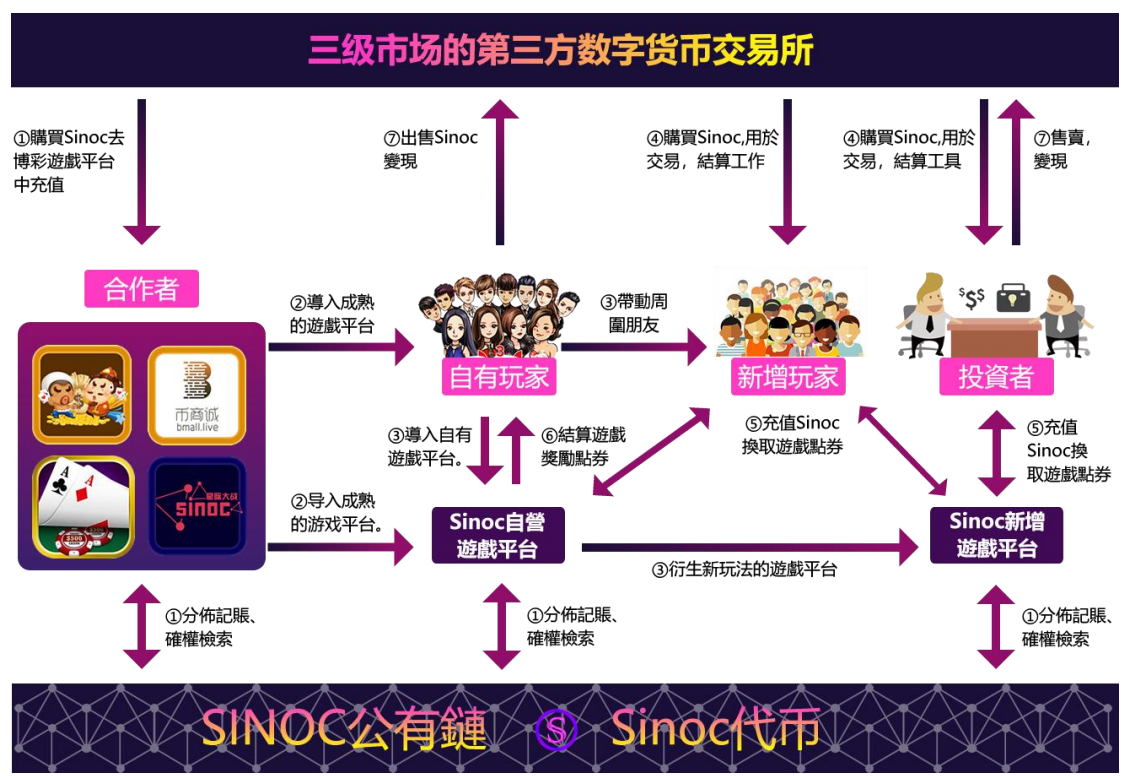 三级市场的第三方数字货币交易所
①購買Sinoc去
博彩遊戲平台
中充值
⑦出售Sinoc
變現
④購買Sinoc,用於
交易，結算工作
④購買Sinoc,用於
交易，結算工具
⑦售賣，
變現
合作者
②導入成熟
的遊戲平台
③帶動周
圍朋友
$$$
币商诚
bmall.live
自有玩家
新增玩家
投資者
③導入自有
遊戲平台。
⑥結算遊戲
獎勵點券
⑤充值Sinoc
換取遊戲點券
⑤充值
Sinoc換
取遊戲點券
A
A
$500
星际大战
SINOC
②导入成熟
的游戏平台。
Sinoc自營
遊戲平台
Sinoc新增
遊戲平台
③衍生新玩法的遊戲平台
①分佈記賬、
確權檢索
①分佈記賬、
確權檢索
①分佈記賬、
確權檢索
SINOC公有鏈 S Sinoc代币